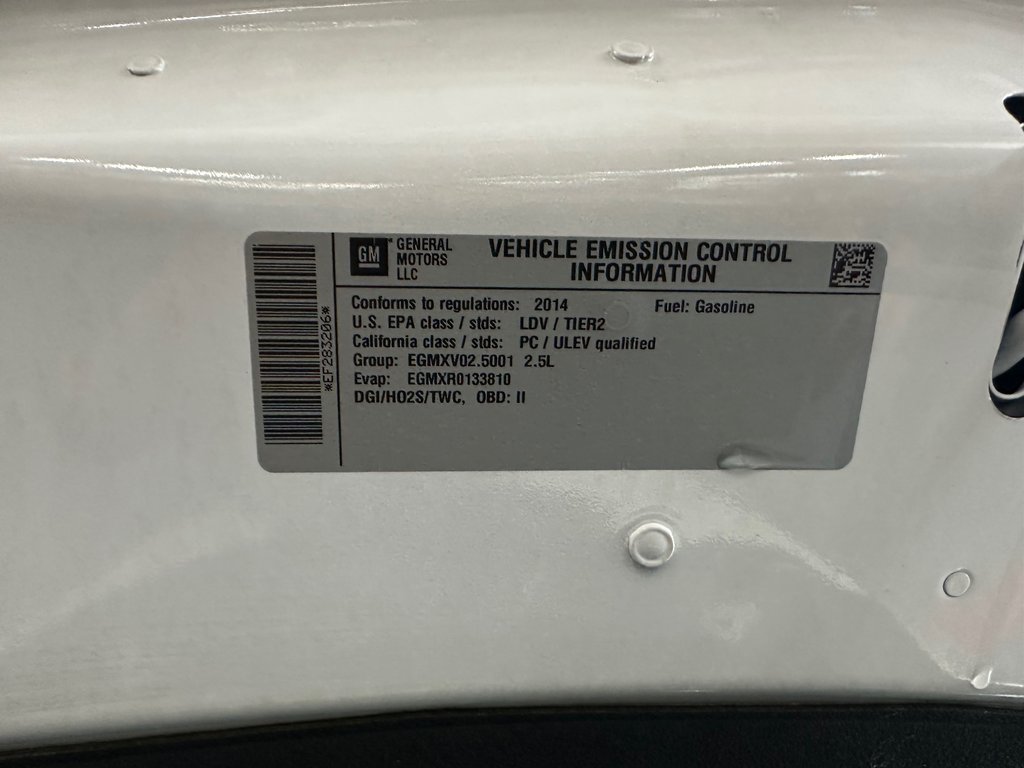 GM GENERAL MOTORS LLC
VEHICLE EMISSION CONTROL
INFORMATION
*EF283206*
Conforms to regulations: 2014 Fuel: Gasoline
U.S. EPA class / stds: LDV / TIER2
California class / stds: PC / ULEV qualified
Group: EGMXV02.5001 2.5L
Evap: EGMXR0133810
DGI/HO2S/TWC, OBD: II